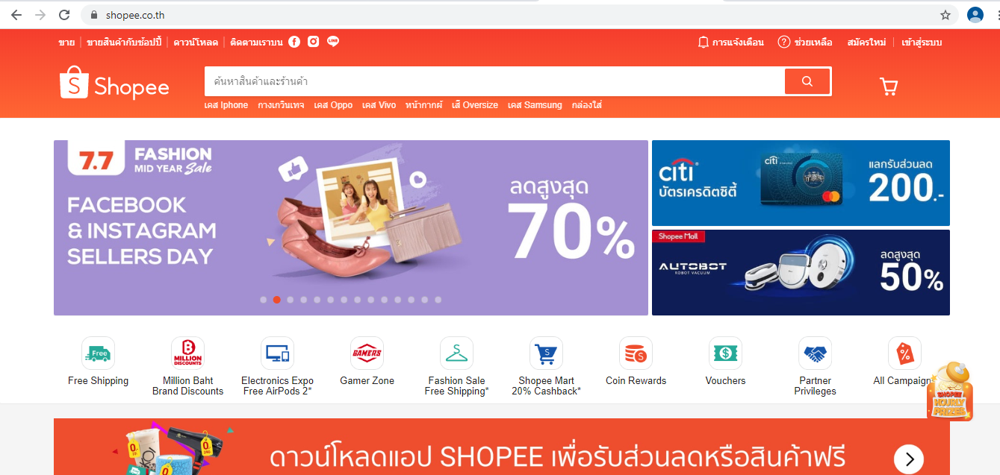 shopee.co.th
ขาย | ขายสินค้ากับช้อปปี้ | ดาวน์โหลด | ติดตามเราบน
การแจ้งเตือน ช่วยเหลือ สมัครใหม่ | เข้าสู่ระบบ
Shopee
ค้นหาสินค้าและร้านค้า
เคส Iphone กางเกวินเทจ เคส Oppo เคส Vivo หน้ากากผ้ เสื้ Oversize เคส Samsung กล่องใส่
7.7 FASHION
MID YEAR Sale
FACEBOOK
& INSTAGRAM
SELLERS DAY
ลดสูงสุด
70%
citi
บัตรเครดิตซิตี้
citi
แลกรับส่วนลด
200.-
Shopee Mall
AUTOBOT
ROBOT VACUUM
ลดสูงสุด
50%
Free
Free Shipping
MILLION
DISCOUNTS
Million Baht
Brand Discounts
Electronics Expo
Free AirPods 2*
GAMERS
Gamer Zone
Fashion Sale
Free Shipping*
Shopee Mart
20% Cashback*
Coin Rewards
Vouchers
Partner
Privileges
All Campaign
SHOPEE
HOURLY
PRIZES
ดาวน์โหลดแอป SHOPEE เพื่อรับส่วนลดหรือสินค้าฟรี